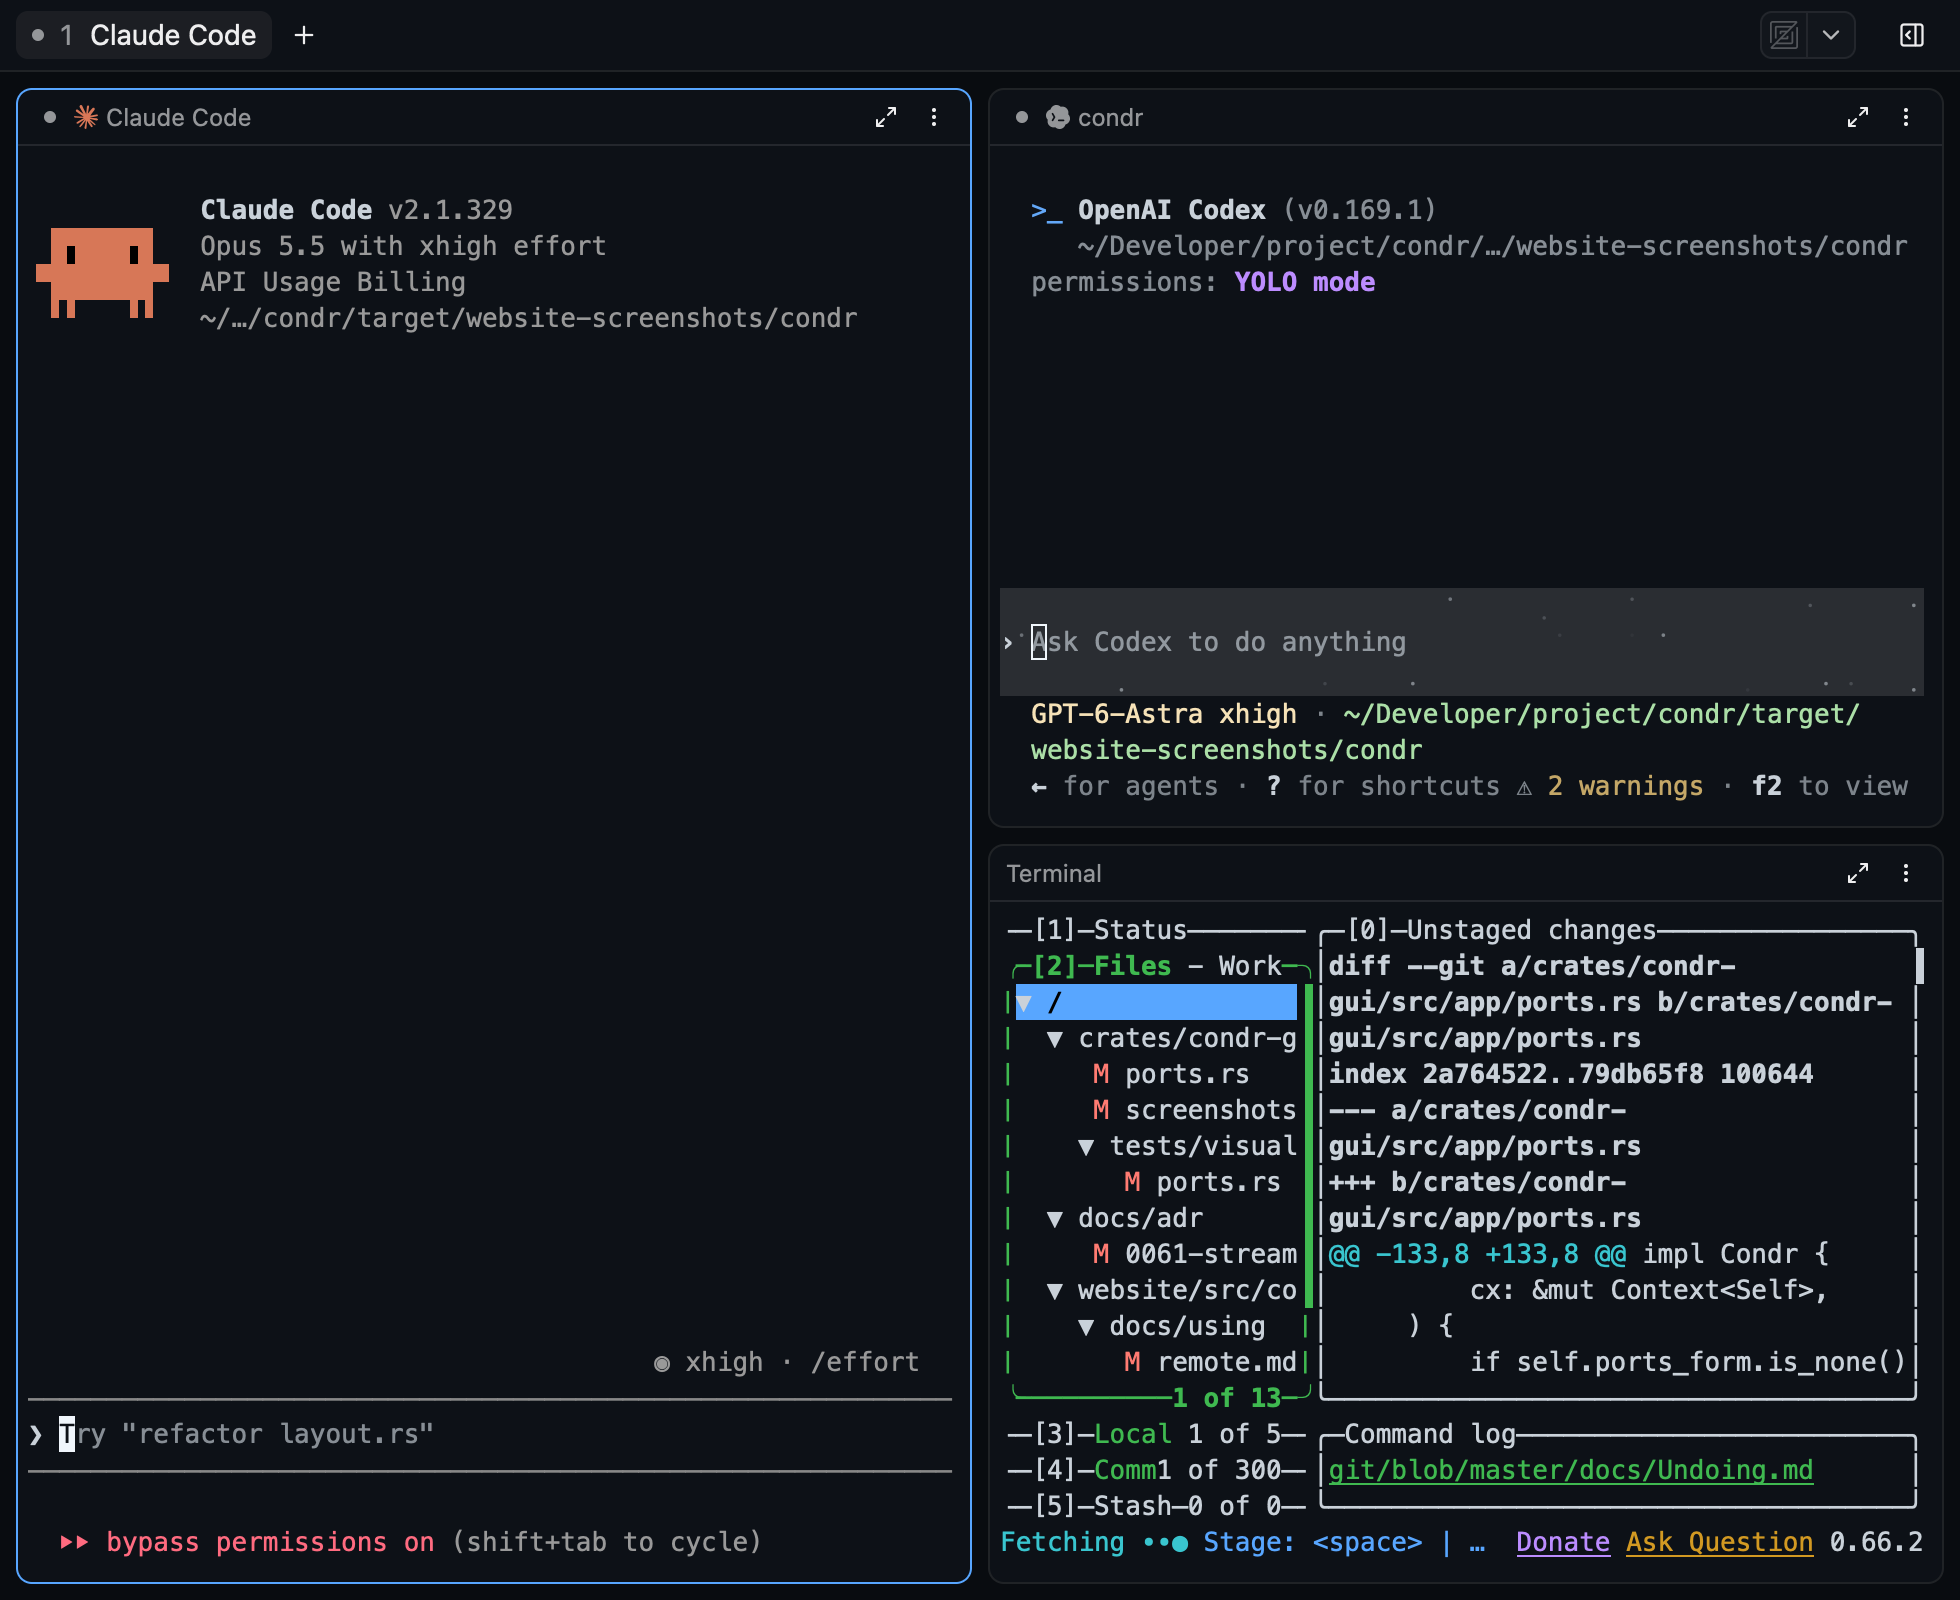 1 Claude Code +
Claude Code
Claude Code v2.1.329
Opus 5.5 with xhigh effort
API Usage Billing
~/…/condr/target/website-screenshots/condr
◉ xhigh · /effort
❯ Try "refactor layout.rs"
bypass permissions on (shift+tab to cycle)
condr
>_ OpenAI Codex (v0.169.1)
~/Developer/project/condr/…/website-screenshots/condr
permissions: YOLO mode
› Ask Codex to do anything
GPT-6-Astra xhigh · ~/Developer/project/condr/target/
website-screenshots/condr
← for agents · ? for shortcuts ⚠ 2 warnings · f2 to view
Terminal
[1]-Status
[2]-Files - Work
▼ /
▼ crates/condr-g
M ports.rs
M screenshots
▼ tests/visual
M ports.rs
▼ docs/adr
M 0061-stream
▼ website/src/co
▼ docs/using
M remote.md
1 of 13
[3]-Local 1 of 5
[4]-Comm1 of 300
[5]-Stash-0 of 0
[0]-Unstaged changes
diff --git a/crates/condr-
gui/src/app/ports.rs b/crates/condr-
gui/src/app/ports.rs
index 2a764522..79db65f8 100644
--- a/crates/condr-
gui/src/app/ports.rs
+++ b/crates/condr-
gui/src/app/ports.rs
@@ -133,8 +133,8 @@ impl Condr {
cx: &mut Context<Self>,
) {
if self.ports_form.is_none()
Command log
git/blob/master/docs/Undoing.md
Fetching ••● Stage: <space> | … Donate Ask Question 0.66.2